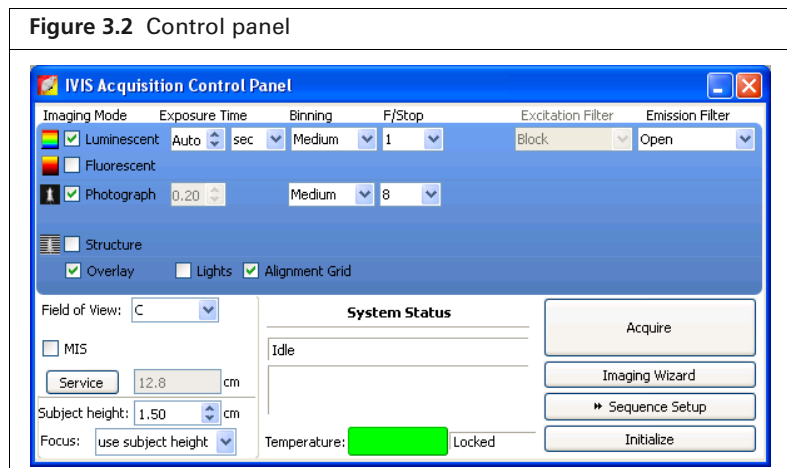 Figure 3.2 Control panel
IVIS Acquisition Control Panel
Imaging Mode Exposure Time Binning F/Stop Excitation Filter Emission Filter
Luminescent Auto sec Medium 1 Block Open
Fluorescent
Photograph 0.20 Medium 8
Structure
Overlay Lights Alignment Grid
Field of View: C
MIS
Service 12.8 cm
Subject height: 1.50 cm
Focus: use subject height
System Status
Idle
Temperature: Locked
Acquire
Imaging Wizard
Sequence Setup
Initialize